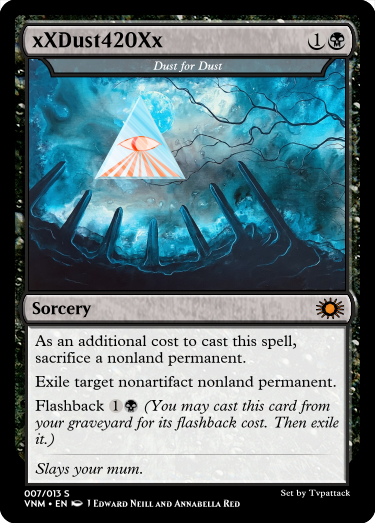 xXDust420Xx 1
Dust for Dust
Sorcery
As an additional cost to cast this spell,
sacrifice a nonland permanent.
Exile target nonartifact nonland permanent.
Flashback 1 (You may cast this card from
your graveyard for its flashback cost. Then exile
it.)
Slays your mum.
007/013 S
VNM • EN J Edward Neill and Annabella Red
Set by Tvpattack